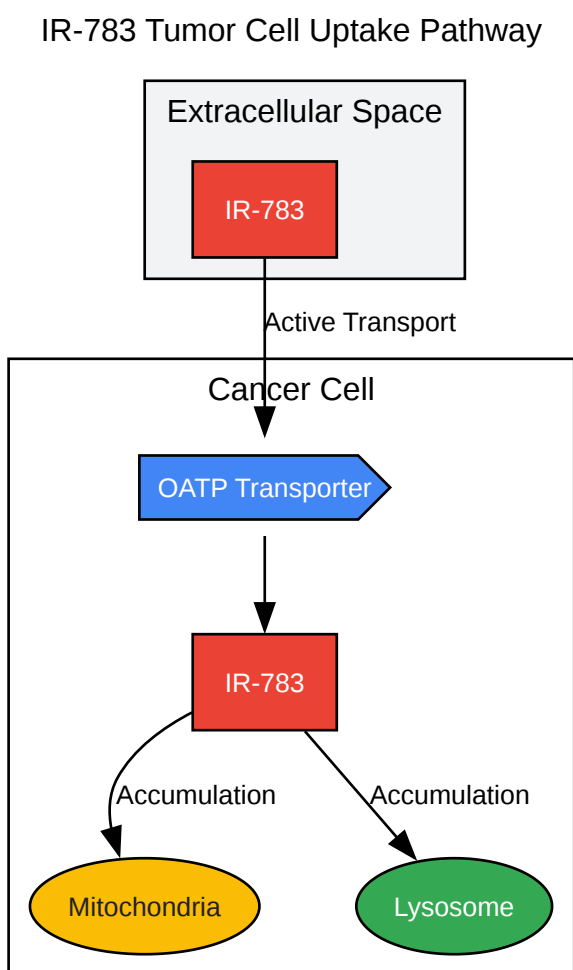 IR-783 Tumor Cell Uptake Pathway
Extracellular Space
IR-783
Active Transport
Cancer Cell
OATP Transporter
IR-783
Accumulation
Accumulation
Mitochondria
Lysosome